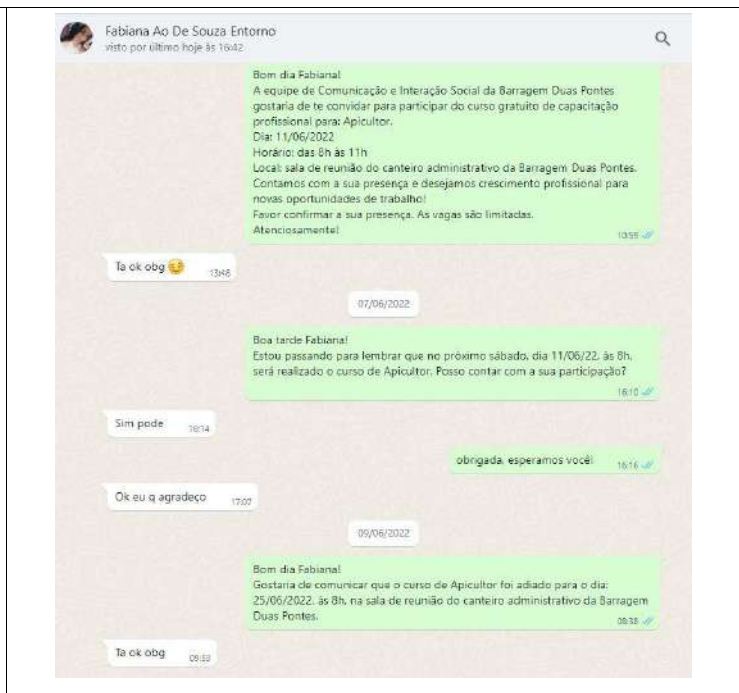 Fabiana Ao De Souza Entorno
visto por último hoje às 16:42
Bom dia Fabiana!
A equipe de Comunicação e Interação Social da Barragem Duas Pontes
gostaria de te convidar para participar do curso gratuito de capacitação
profissional para: Apicultor.
Dia: 11/06/2022
Horário: das 8h às 11h
Local: sala de reunião do canteiro administrativo da Barragem Duas Pontes.
Contamos com a sua presença e desejamos crescimento profissional para
novas oportunidades de trabalho!
Favor confirmar a sua presença. As vagas são limitadas.
Atenciosamente!
10:55
Ta ok obg 😉
13:48
07/06/2022
Boa tarde Fabiana!
Estou passando para lembrar que no próximo sábado, dia 11/06/22, às 8h,
será realizado o curso de Apicultor. Posso contar com a sua participação?
16:10
Sim pode
16:14
obrigada, esperamos você!
16:16
Ok eu q agradeço
17:07
09/06/2022
Bom dia Fabiana!
Gostaria de comunicar que o curso de Apicultor foi adiado para o dia:
25/06/2022, às 8h, na sala de reunião do canteiro administrativo da Barragem
Duas Pontes.
08:38
Ta ok obg
09:53